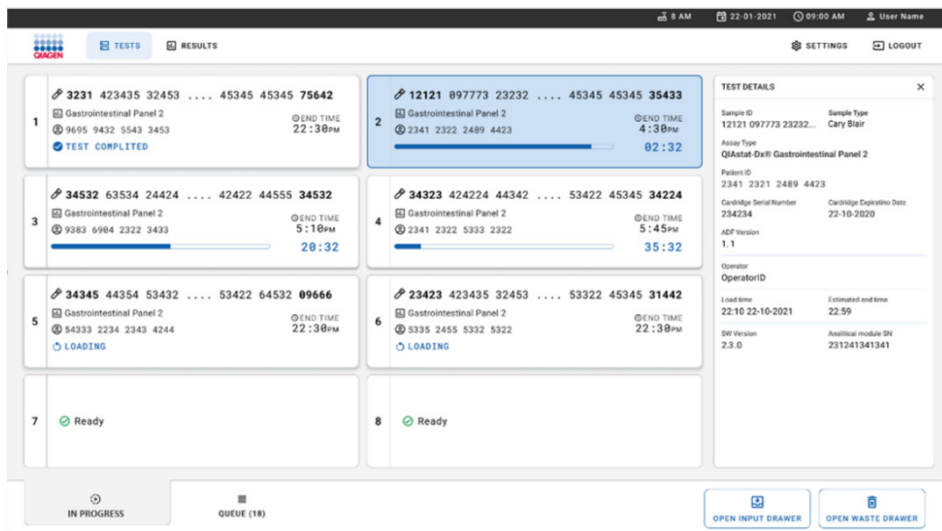 8 AM 22-01-2021 09:00 AM User Name
QIAGEN TESTS RESULTS SETTINGS LOGOUT
1
3231 423435 32453 .... 45345 45345 75642
Gastrointestinal Panel 2
9695 9432 5543 3453
END TIME
22:30PM
TEST COMPLITED
2
12121 097773 23232 .... 45345 45345 35433
Gastrointestinal Panel 2
2341 2322 2489 4423
END TIME
4:30PM
02:32
3
34532 63534 24424 .... 42422 44555 34532
Gastrointestinal Panel 2
9383 6904 2322 3433
END TIME
5:10PM
20:32
4
34323 424224 44342 .... 53422 45345 34224
Gastrointestinal Panel 2
2341 2322 5333 2322
END TIME
5:45PM
35:32
5
34345 44354 53432 .... 53422 64532 09666
Gastrointestinal Panel 2
54333 2234 2343 4244
END TIME
22:30PM
LOADING
6
23423 423435 32453 .... 53322 45345 31442
Gastrointestinal Panel 2
5335 2455 5332 5322
END TIME
22:30PM
LOADING
7 Ready
8 Ready
TEST DETAILS
Sample ID Sample Type
12121 097773 23232... Cary Blair
Assay Type
QIAstat-Dx® Gastrointestinal Panel 2
Patient ID
2341 2321 2489 4423
Cardridge Serial Number Cardridge Expiratino Date
234234 22-10-2020
ADF Version
1.1
Operator
OperatorID
Load time Estimated end time
22:10 22-10-2021 22:59
SW Version Analitical module SN
2.3.0 231241341341
IN PROGRESS
QUEUE (18)
OPEN INPUT DRAWER
OPEN WASTE DRAWER